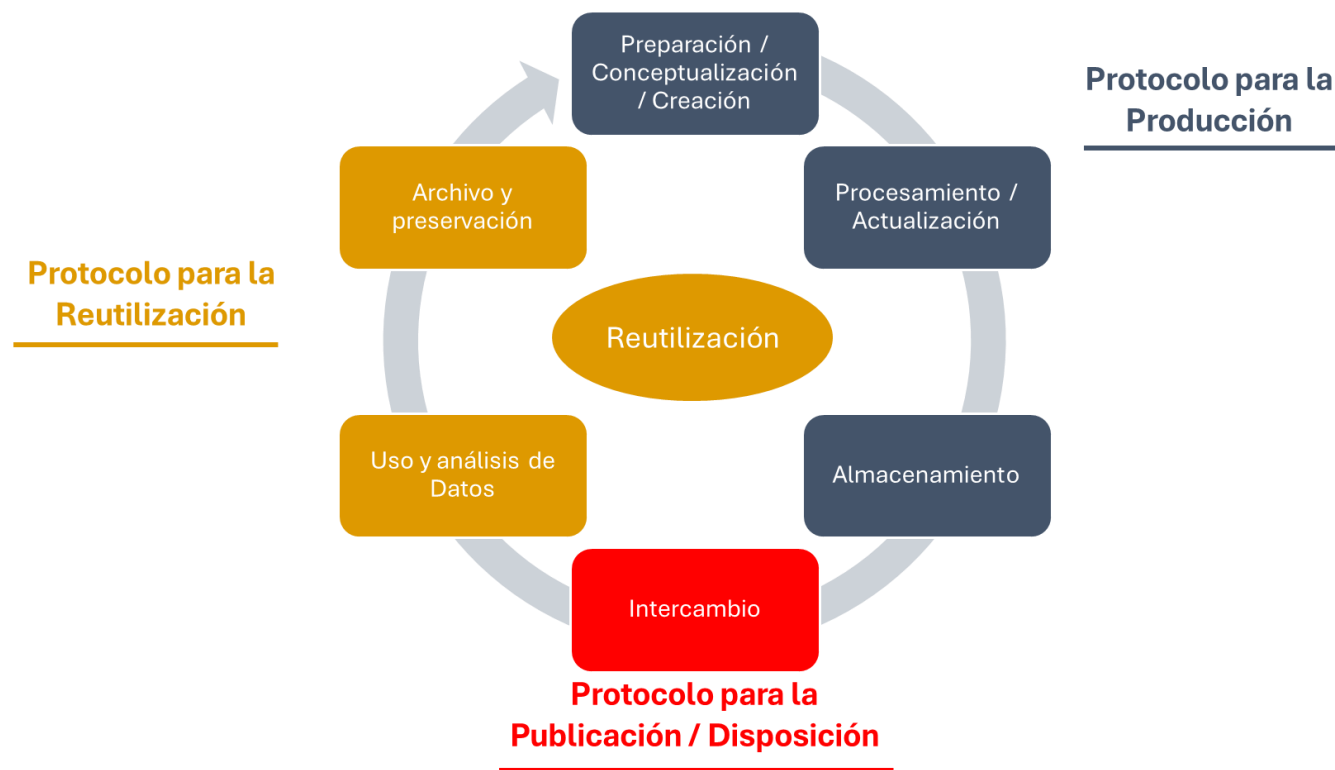 Preparación /
Conceptualización
/ Creación
Protocolo para la
Producción
Archivo y
preservación
Procesamiento /
Actualización
Protocolo para la
Reutilización
Reutilización
Uso y análisis de
Datos
Almacenamiento
Intercambio
Protocolo para la
Publicación / Disposición